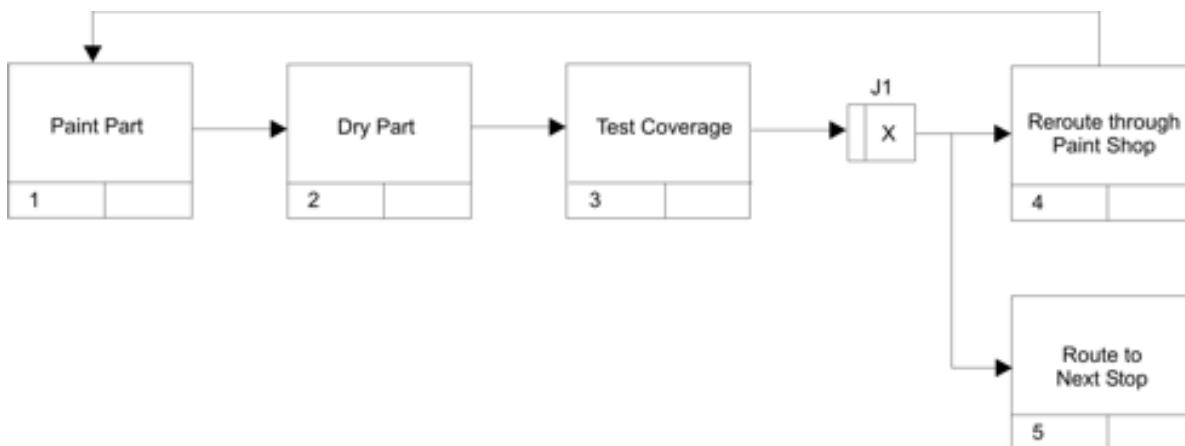 Paint Part
1
Dry Part
2
Test Coverage
3
J1
X
Reroute through
Paint Shop
4
Route to
Next Stop
5